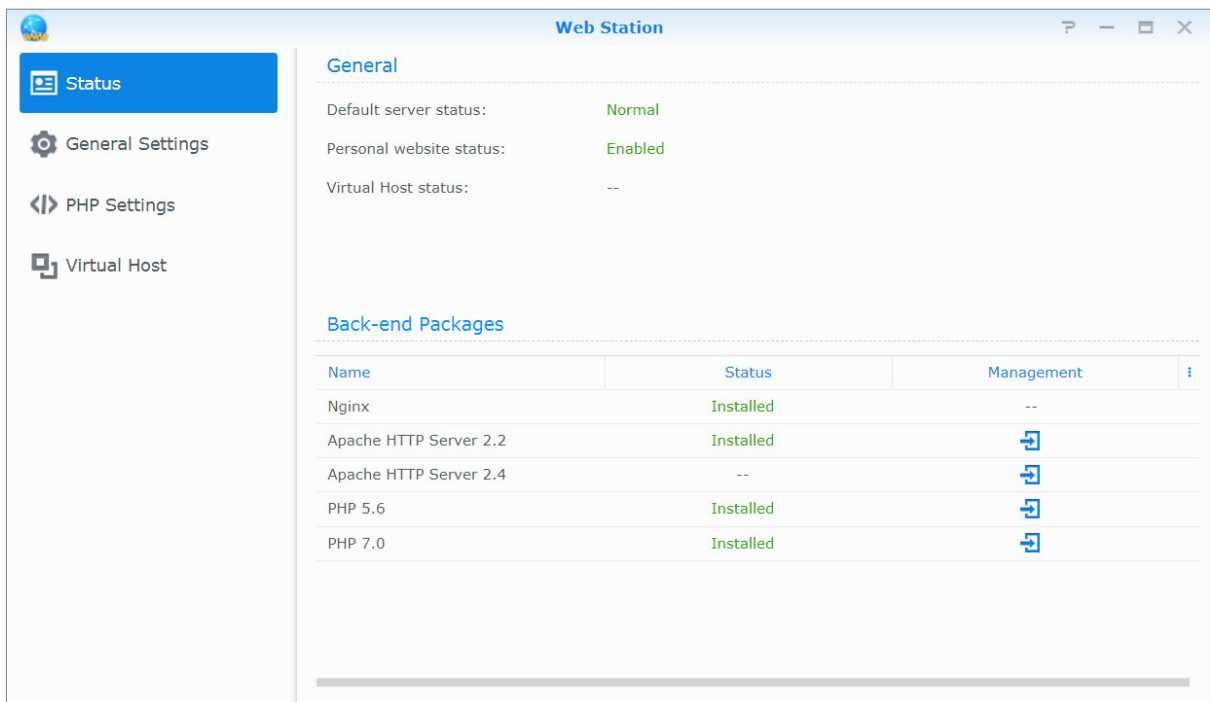 Web Station
Status
General Settings
PHP Settings
Virtual Host
General
Default server status: Normal
Personal website status: Enabled
Virtual Host status: --
Back-end Packages
Name Status Management
Nginx Installed --
Apache HTTP Server 2.2 Installed
Apache HTTP Server 2.4 --
PHP 5.6 Installed
PHP 7.0 Installed